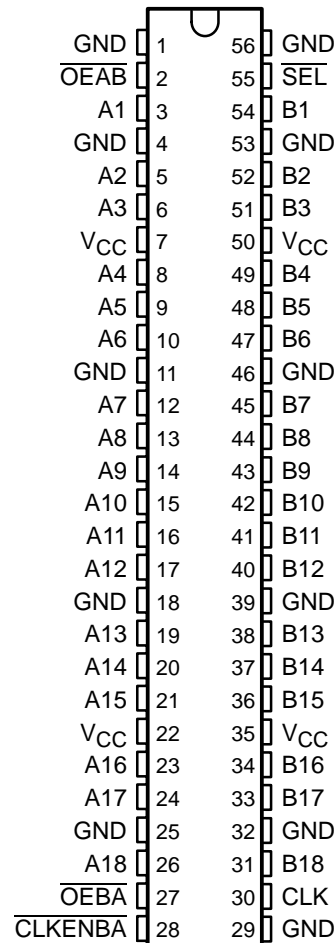 GND 1 56 GND
OEAB 2 55 SEL
A1 3 54 B1
GND 4 53 GND
A2 5 52 B2
A3 6 51 B3
VCC 7 50 VCC
A4 8 49 B4
A5 9 48 B5
A6 10 47 B6
GND 11 46 GND
A7 12 45 B7
A8 13 44 B8
A9 14 43 B9
A10 15 42 B10
A11 16 41 B11
A12 17 40 B12
GND 18 39 GND
A13 19 38 B13
A14 20 37 B14
A15 21 36 B15
VCC 22 35 VCC
A16 23 34 B16
A17 24 33 B17
GND 25 32 GND
A18 26 31 B18
OEBA 27 30 CLK
CLKENBA 28 29 GND